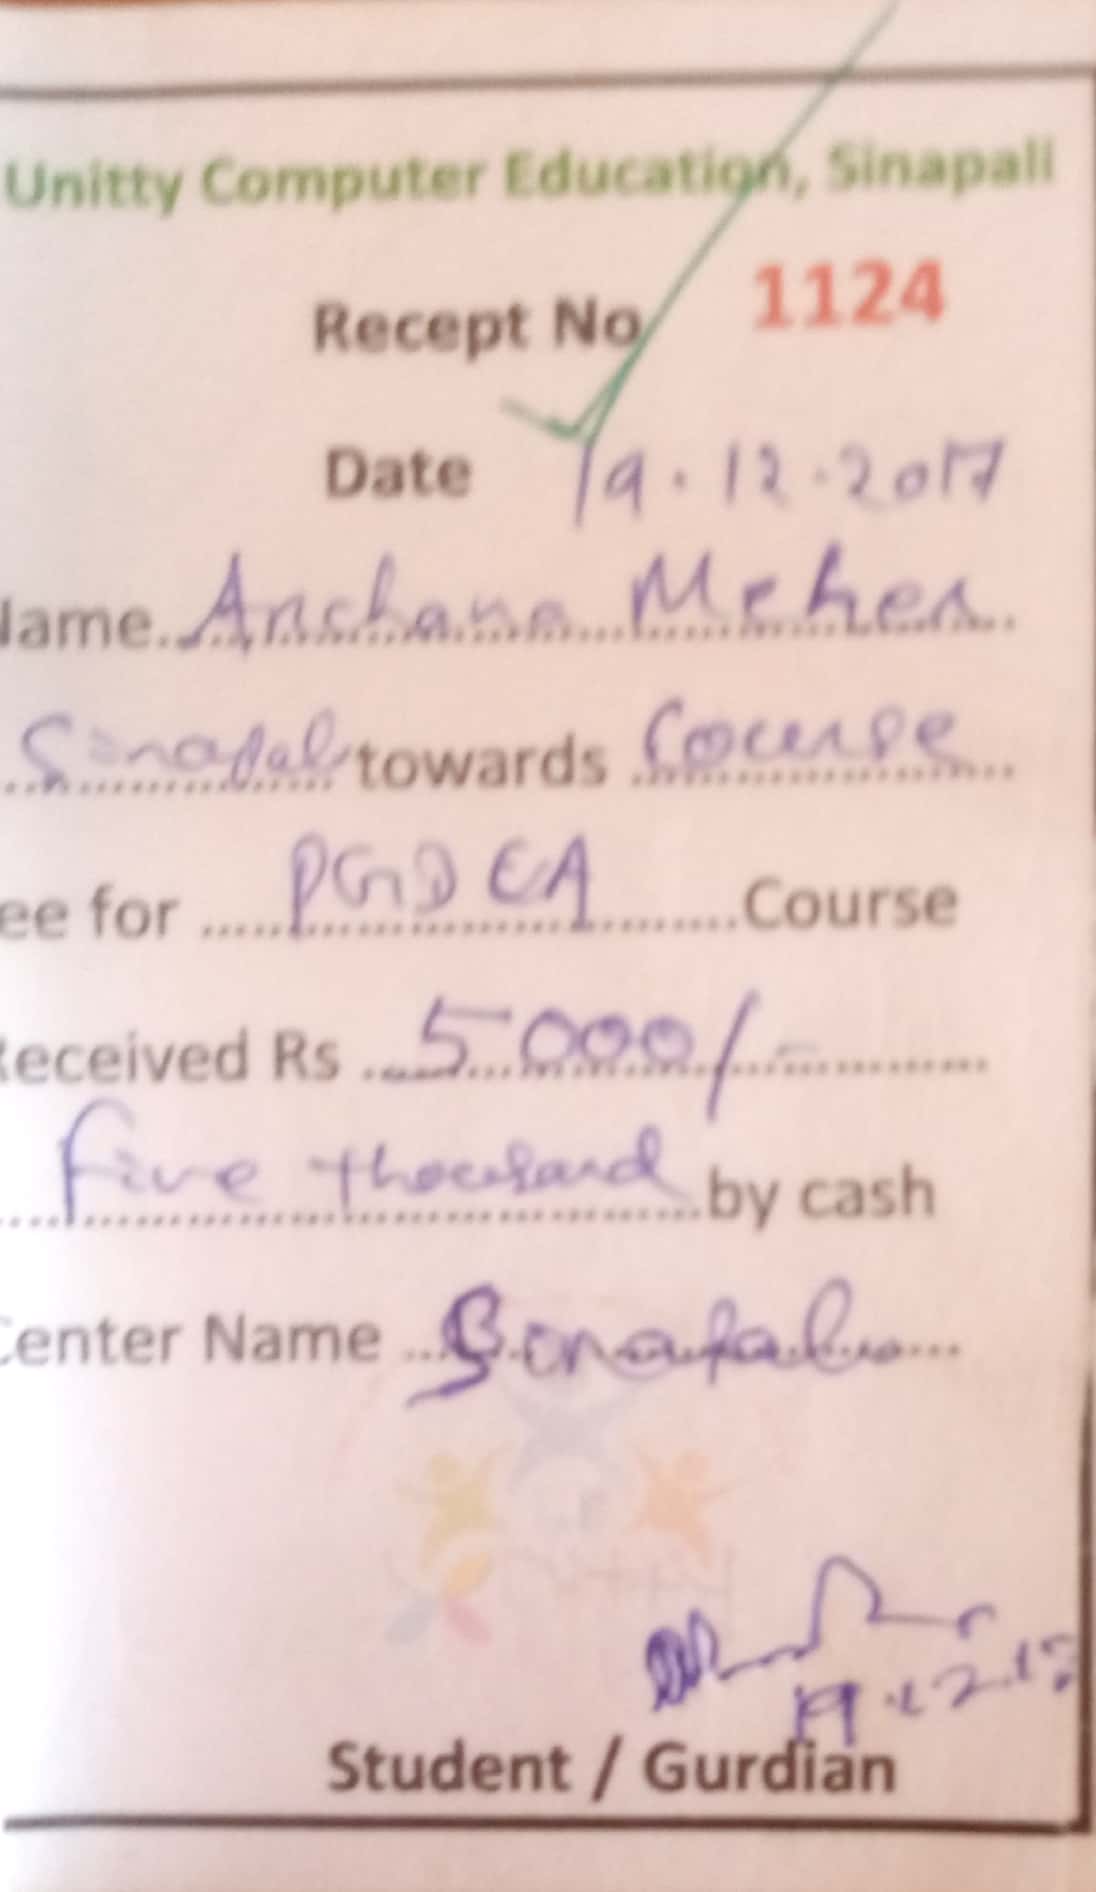 Unitty Computer Education, Sinapali
Recept No 1124
Date 19.12.2017
Name. Archana Meher
Sinapali towards Course
ee for PGDCA Course
Received Rs 5000/-
five thousand by cash
Center Name Sinapali
19.12.17
Student / Gurdian